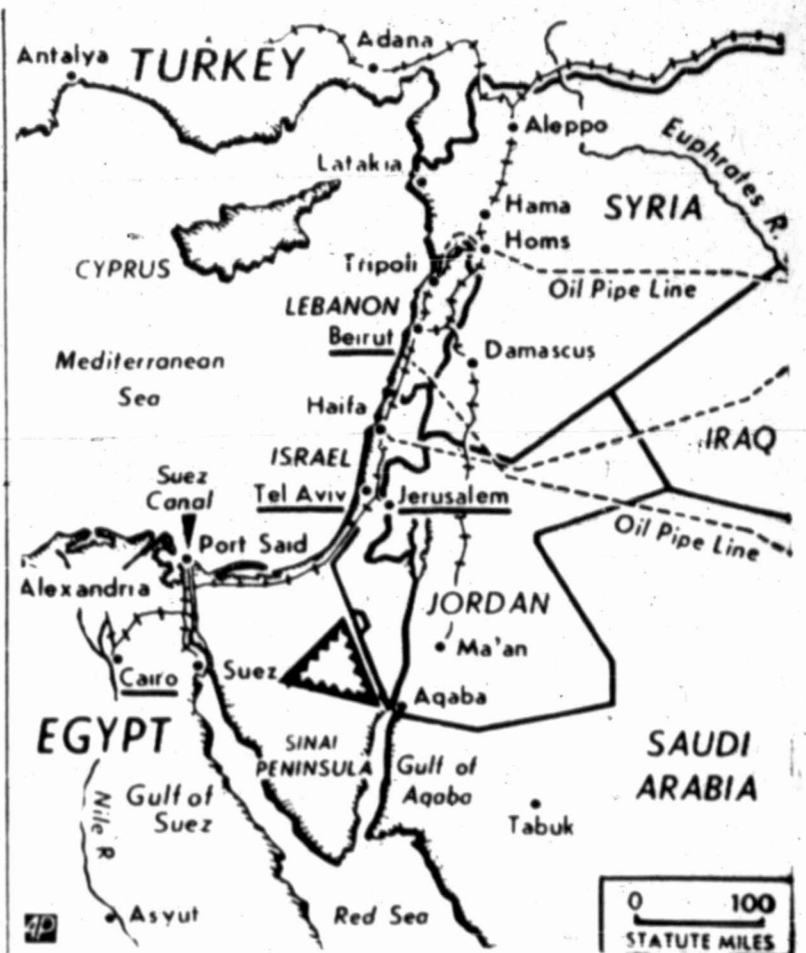 Antalya
TURKEY
Adana
Aleppo
Euphrates R.
Latakia
Hama
SYRIA
Homs
CYPRUS
Tripoli
Oil Pipe Line
LEBANON
Beirut
Damascus
Mediterranean
Sea
Haifa
IRAQ
ISRAEL
Suez
Canal
Tel Aviv
Jerusalem
Oil Pipe Line
Port Said
Alexandria
JORDAN
Ma'an
Cairo
Suez
Aqaba
EGYPT
SINAI
PENINSULA
Gulf of
Aqaba
SAUDI
ARABIA
Nile R
Gulf of
Suez
Tabuk
Asyut
Red Sea
AP
0 100
STATUTE MILES